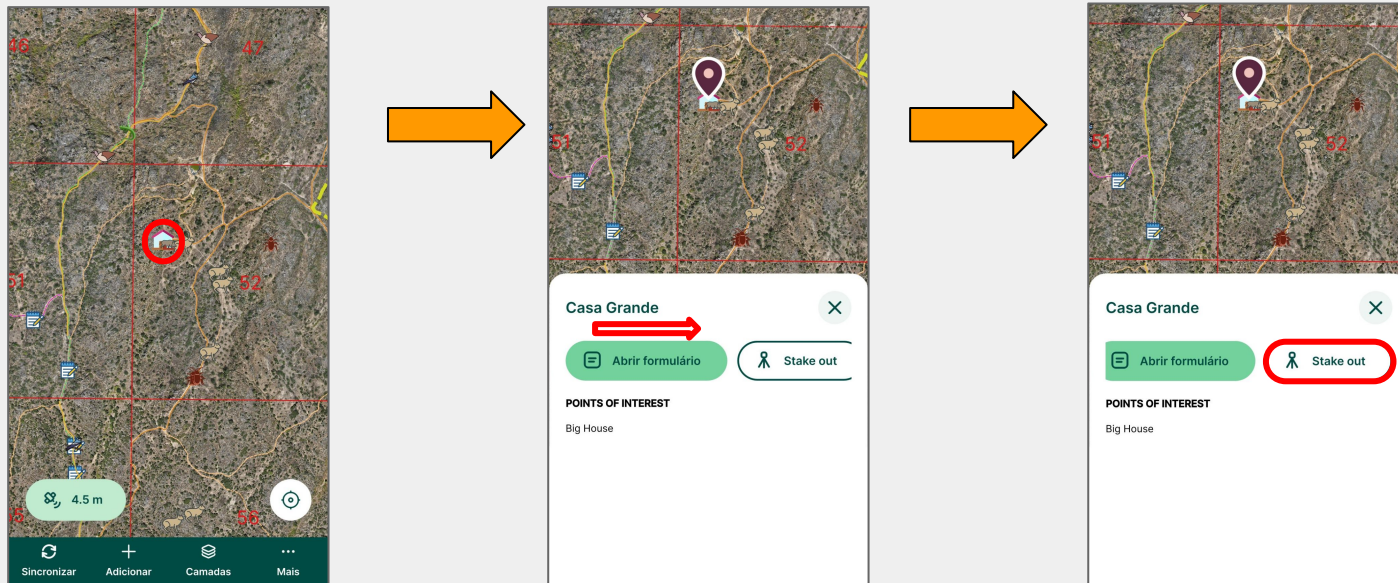 46
47
51
52
4.5 m
55
56
Sincronizar
Adicionar
Camadas
Mais
51
52
Casa Grande
Abrir formulário
Stake out
POINTS OF INTEREST
Big House
51
52
Casa Grande
Abrir formulário
Stake out
POINTS OF INTEREST
Big House